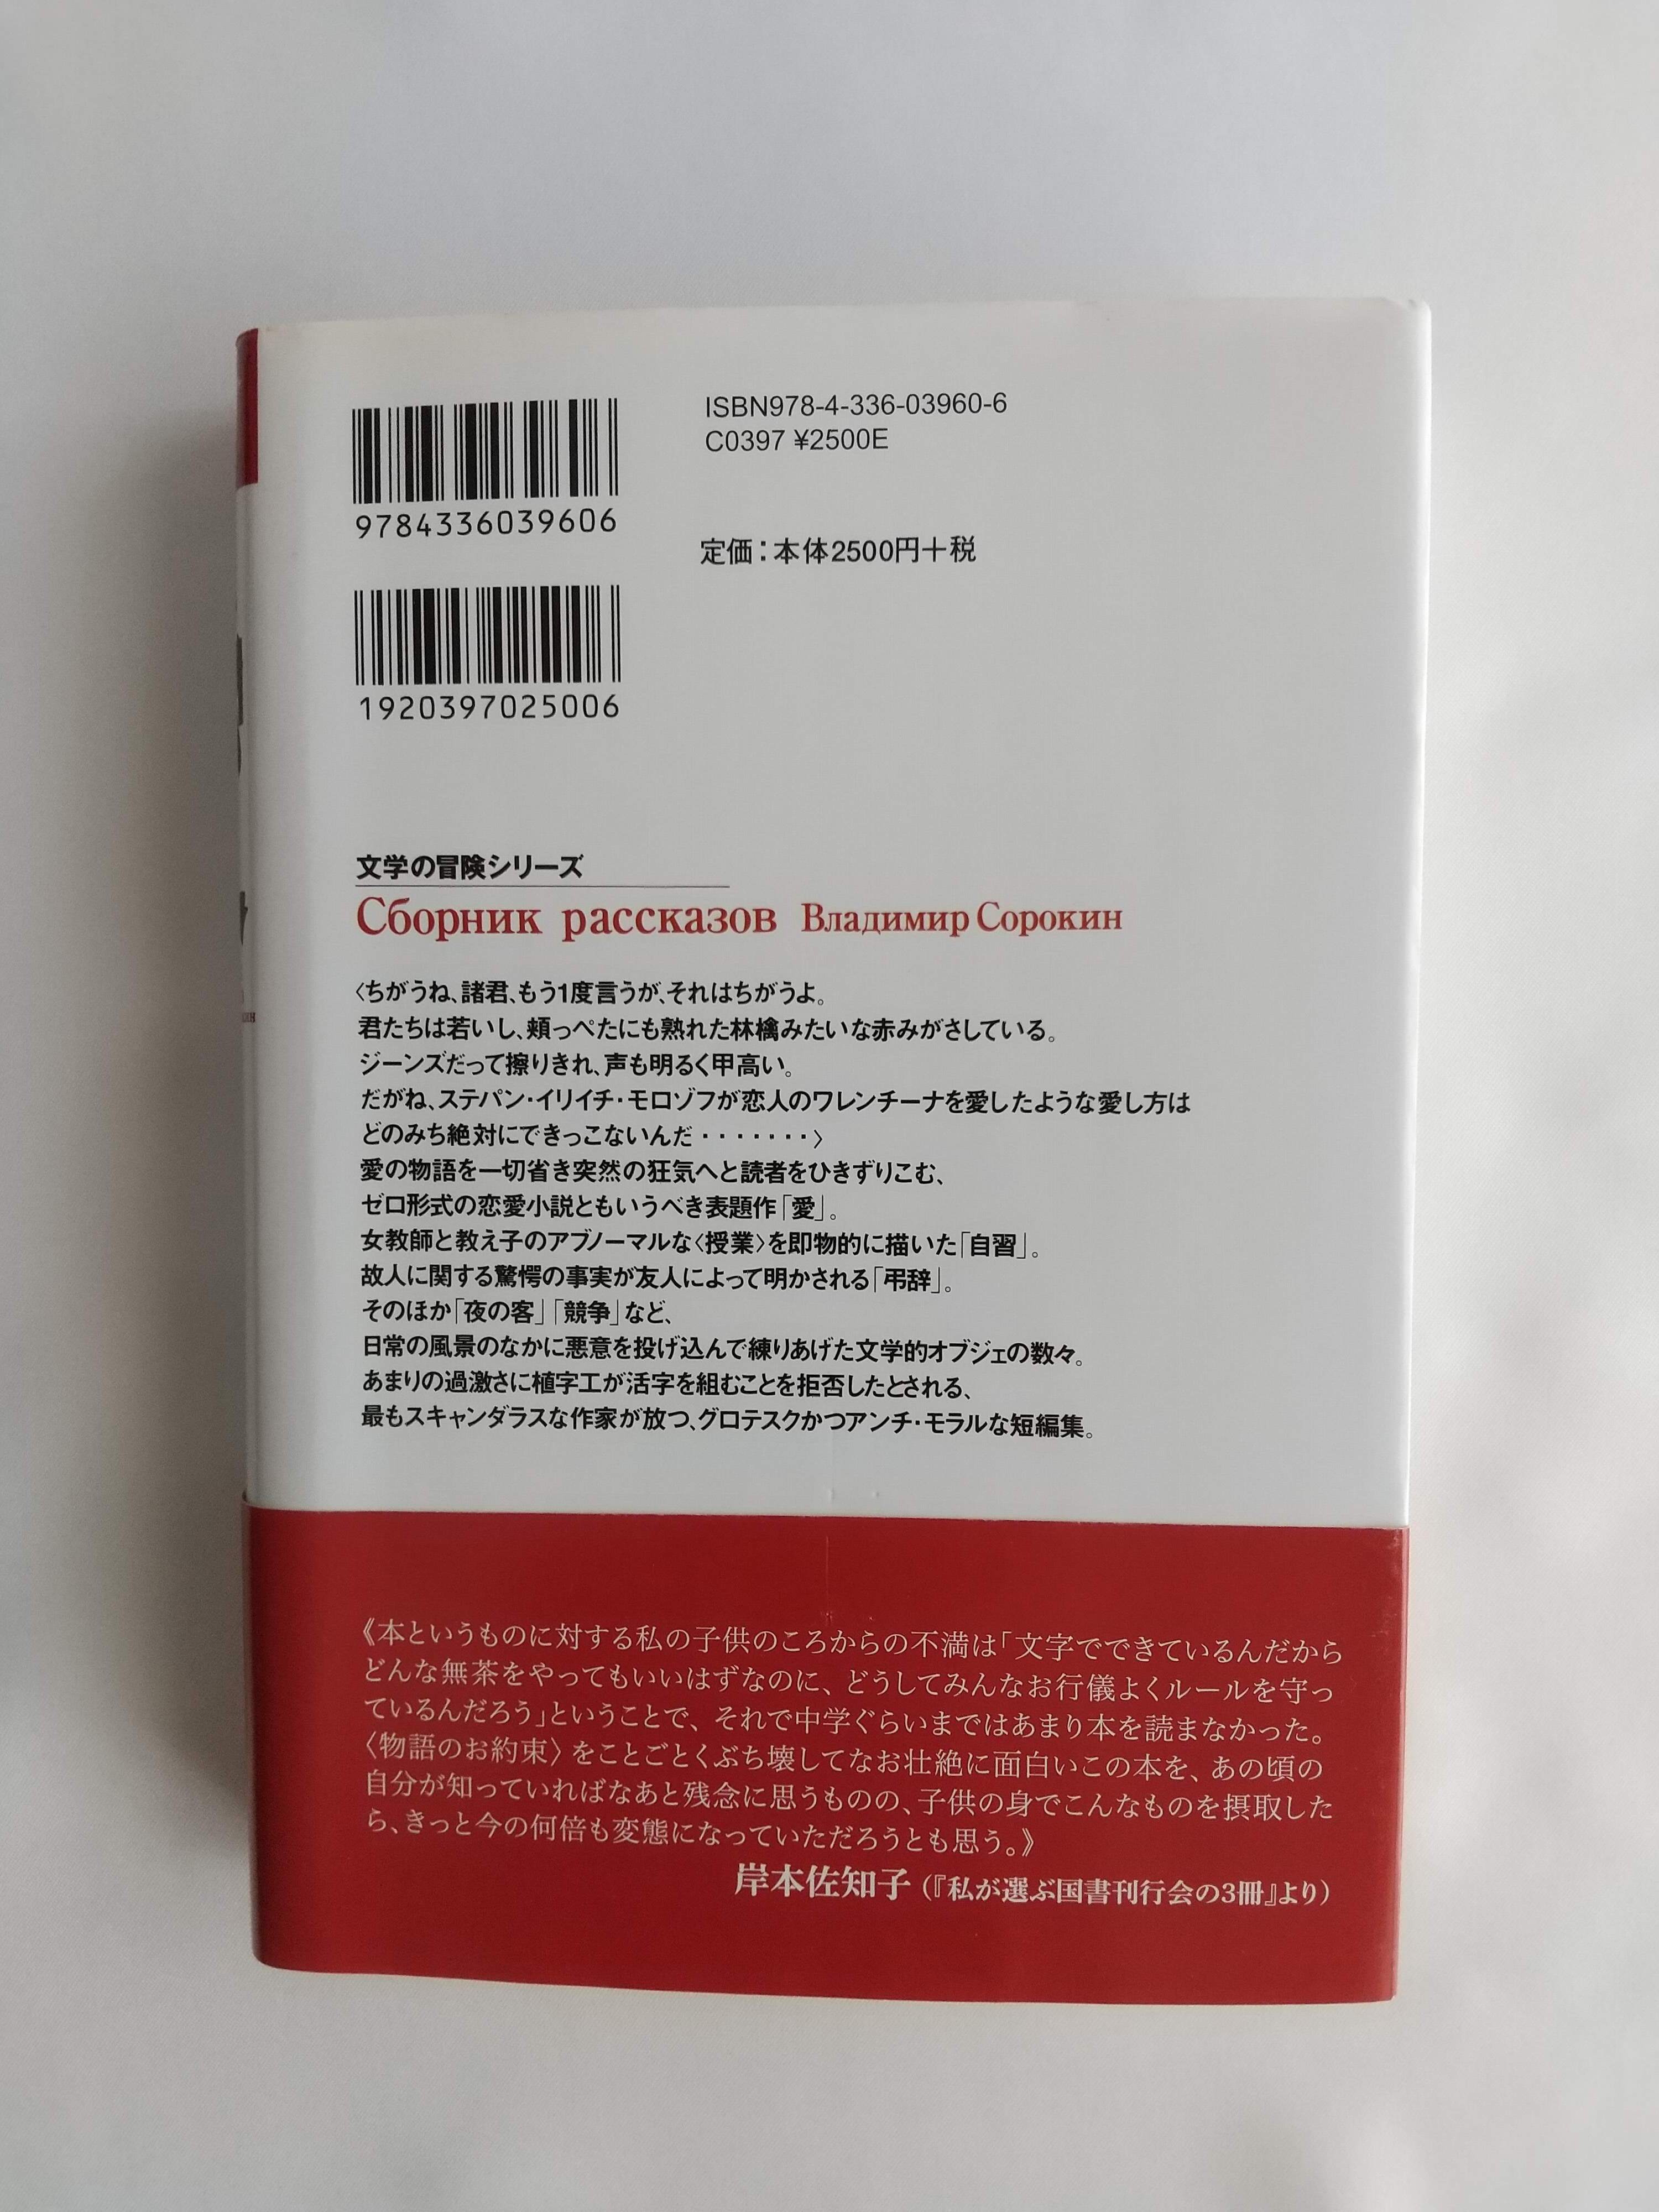 9784336039606
ISBN978-4-336-03960-6
C0397 ¥2500E
定価：本体2500円＋税
1920397025006
文学の冒険シリーズ
Сборник рассказов Владимир Сорокин
〈ちがうね、諸君、もう1度言うが、それはちがうよ。
君たちは若いし、頬っぺたにも熟れた林檎みたいな赤みがさしている。
ジーンズだって擦りきれ、声も明るく甲高い。
だがね、ステパン・イリイチ・モロゾフが恋人のワレンチーナを愛したような愛し方は
どのみち絶対にできっこないんだ・・・・・・・〉
愛の物語を一切省き突然の狂気へと読者をひきずりこむ、
ゼロ形式の恋愛小説ともいうべき表題作「愛」。
女教師と教え子のアブノーマルな〈授業〉を即物的に描いた「自習」。
故人に関する驚愕の事実が友人によって明かされる「弔辞」。
そのほか「夜の客」「競争」など、
日常の風景のなかに悪意を投げ込んで練りあげた文学的オブジェの数々。
あまりの過激さに植字工が活字を組むことを拒否したとされる、
最もスキャンダラスな作家が放つ、グロテスクかつアンチ・モラルな短編集。
《本というものに対する私の子供のころからの不満は「文字でできているんだから
どんな無茶をやってもいいはずなのに、どうしてみんなお行儀よくルールを守っ
ているんだろう」ということで、それで中学ぐらいまではあまり本を読まなかった。
〈物語のお約束〉をことごとくぶち壊してなお壮絶に面白いこの本を、あの頃の
自分が知っていればなあと残念に思うものの、子供の身でこんなものを摂取した
ら、きっと今の何倍も変態になっていただろうとも思う。》
岸本佐知子（『私が選ぶ国書刊行会の3冊』より）